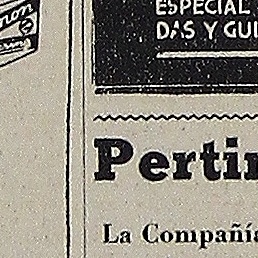 ESPECIAL
DAS Y GUI
Pertin
La Compañía